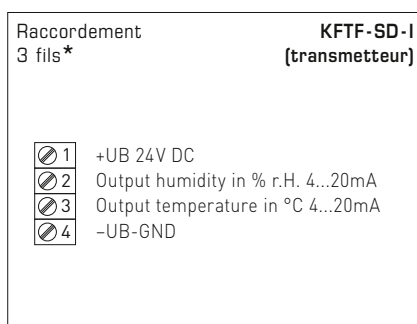 Raccordement KFTF-SD-I
3 fils* (transmetteur)
1 +UB 24V DC
2 Output humidity in % r.H. 4...20mA
3 Output temperature in °C 4...20mA
4 –UB-GND